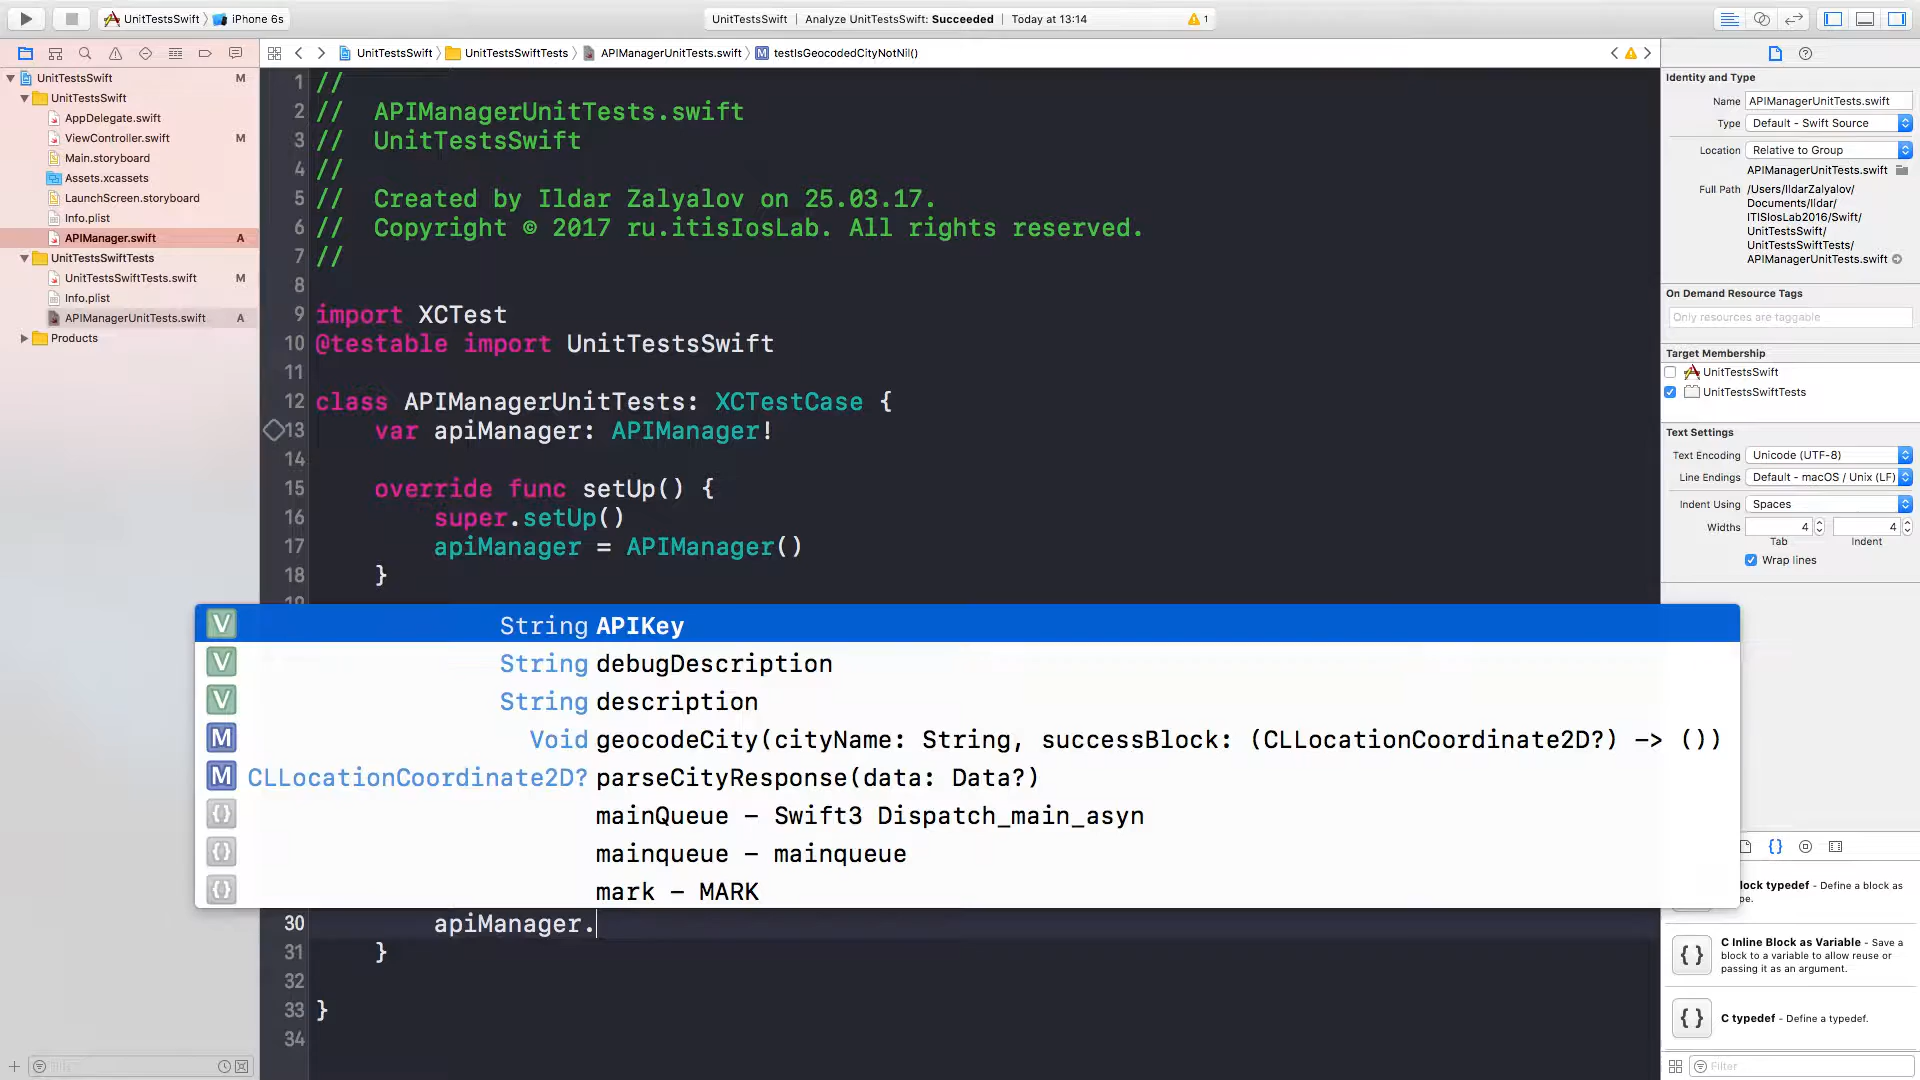 UnitTestsSwift
iPhone 6s
UnitTestsSwift
Analyze UnitTestsSwift: Succeeded
Today at 13:14
1
UnitTestsSwift
UnitTestsSwiftTests
APIManagerUnitTests.swift
M
testIsGeocodedCityNotNil()
UnitTestsSwift
M
UnitTestsSwift
AppDelegate.swift
ViewController.swift
M
Main.storyboard
Assets.xcassets
LaunchScreen.storyboard
Info.plist
APIManager.swift
A
UnitTestsSwiftTests
UnitTestsSwiftTests.swift
M
Info.plist
APIManagerUnitTests.swift
A
Products
1 //
2 //  APIManagerUnitTests.swift
3 //  UnitTestsSwift
4 //
5 //  Created by Ildar Zalyalov on 25.03.17.
6 //  Copyright © 2017 ru.itisIosLab. All rights reserved.
7 //
8
9 import XCTest
10 @testable import UnitTestsSwift
11
12 class APIManagerUnitTests: XCTestCase {
13     var apiManager: APIManager!
14
15     override func setUp() {
16         super.setUp()
17         apiManager = APIManager()
18     }
V String APIKey
V String debugDescription
V String description
M Void geocodeCity(cityName: String, successBlock: (CLLocationCoordinate2D?) -> ())
M CLLocationCoordinate2D? parseCityResponse(data: Data?)
{} mainQueue – Swift3 Dispatch_main_asyn
{} mainqueue – mainqueue
{} mark – MARK
30         apiManager.
31     }
32
33 }
34
Filter
Identity and Type
Name APIManagerUnitTests.swift
Type Default - Swift Source
Location Relative to Group
APIManagerUnitTests.swift
Full Path /Users/IldarZalyalov/
Documents/Ildar/
ITISIosLab2016/Swift/
UnitTestsSwift/
UnitTestsSwiftTests/
APIManagerUnitTests.swift
On Demand Resource Tags
Only resources are taggable
Target Membership
UnitTestsSwift
UnitTestsSwiftTests
Text Settings
Text Encoding Unicode (UTF-8)
Line Endings Default - macOS / Unix (LF)
Indent Using Spaces
Widths 4 4
Tab Indent
Wrap lines
{}
lock typedef - Define a block as
pe.
{ } C Inline Block as Variable - Save a
block to a variable to allow reuse or
passing it as an argument.
{ } C typedef - Define a typedef.
Filter